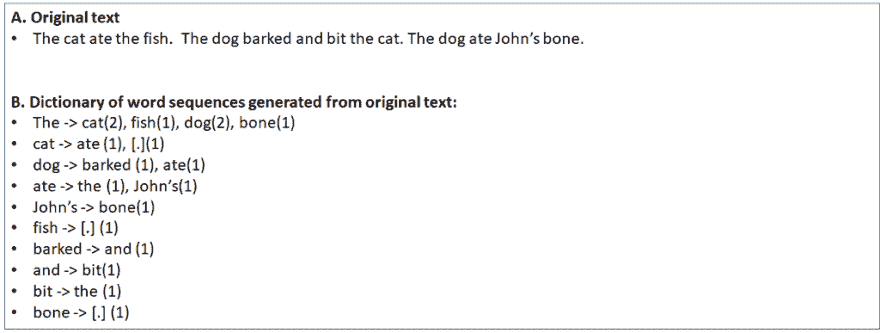 A. Original text
• The cat ate the fish.  The dog barked and bit the cat. The dog ate John’s bone.
B. Dictionary of word sequences generated from original text:
• The -> cat(2), fish(1), dog(2), bone(1)
• cat -> ate (1), [.](1)
• dog -> barked (1), ate(1)
• ate -> the (1), John’s(1)
• John’s -> bone(1)
• fish -> [.] (1)
• barked -> and (1)
• and -> bit(1)
• bit -> the (1)
• bone -> [.] (1)